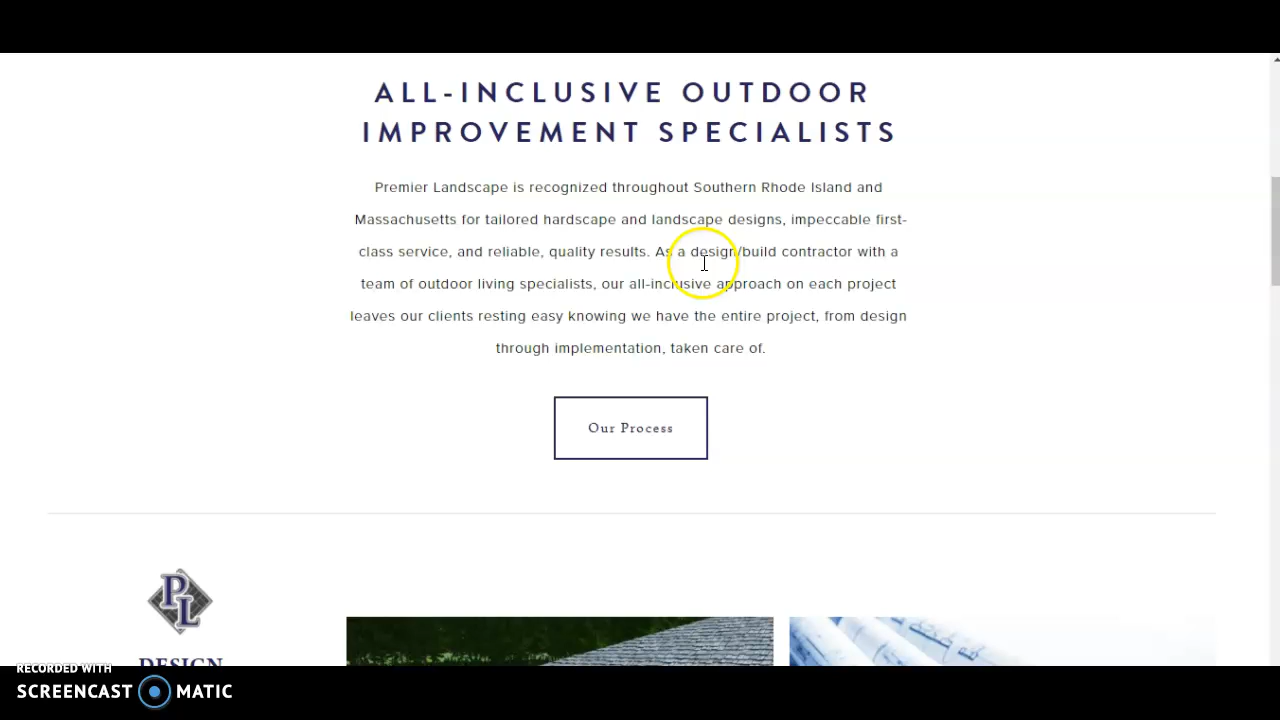 ALL-INCLUSIVE OUTDOOR
IMPROVEMENT SPECIALISTS
Premier Landscape is recognized throughout Southern Rhode Island and
Massachusetts for tailored hardscape and landscape designs, impeccable first-
class service, and reliable, quality results. As a design/build contractor with a
team of outdoor living specialists, our all-inclusive approach on each project
leaves our clients resting easy knowing we have the entire project, from design
through implementation, taken care of.
Our Process
PL
DESIGN
RECORDED WITH
SCREENCAST MATIC